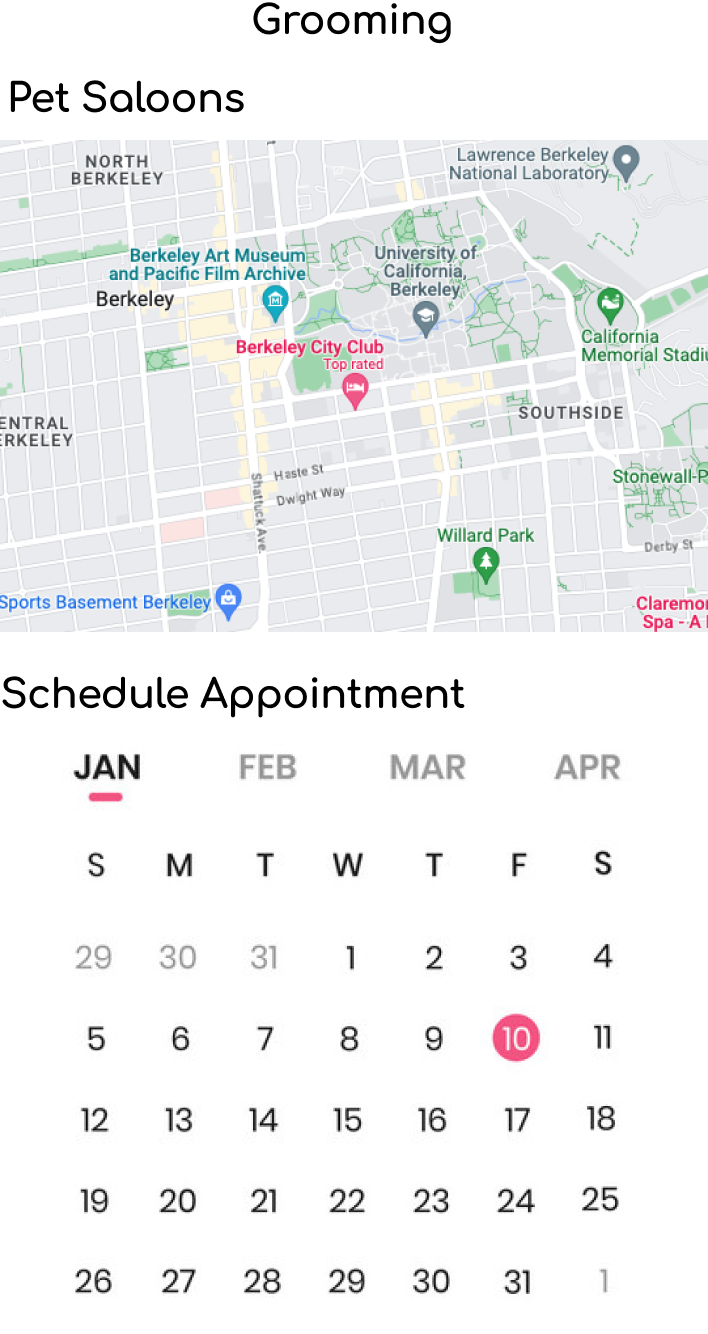 Grooming
Pet Saloons
NORTH
BERKELEY
Lawrence Berkeley
National Laboratory
Berkeley Art Museum
and Pacific Film Archive
University of
California,
Berkeley
Berkeley
California
Memorial Stadiu
Berkeley City Club
Top rated
ENTRAL
ERKELEY
SOUTHSIDE
Haste St
Dwight Way
Shattuck Ave
Stonewall-P
Willard Park
Derby St
Sports Basement Berkeley
Claremor
Spa - A
Schedule Appointment
JAN FEB MAR APR
S M T W T F S
29 30 31 1 2 3 4
5 6 7 8 9 10 11
12 13 14 15 16 17 18
19 20 21 22 23 24 25
26 27 28 29 30 31 1